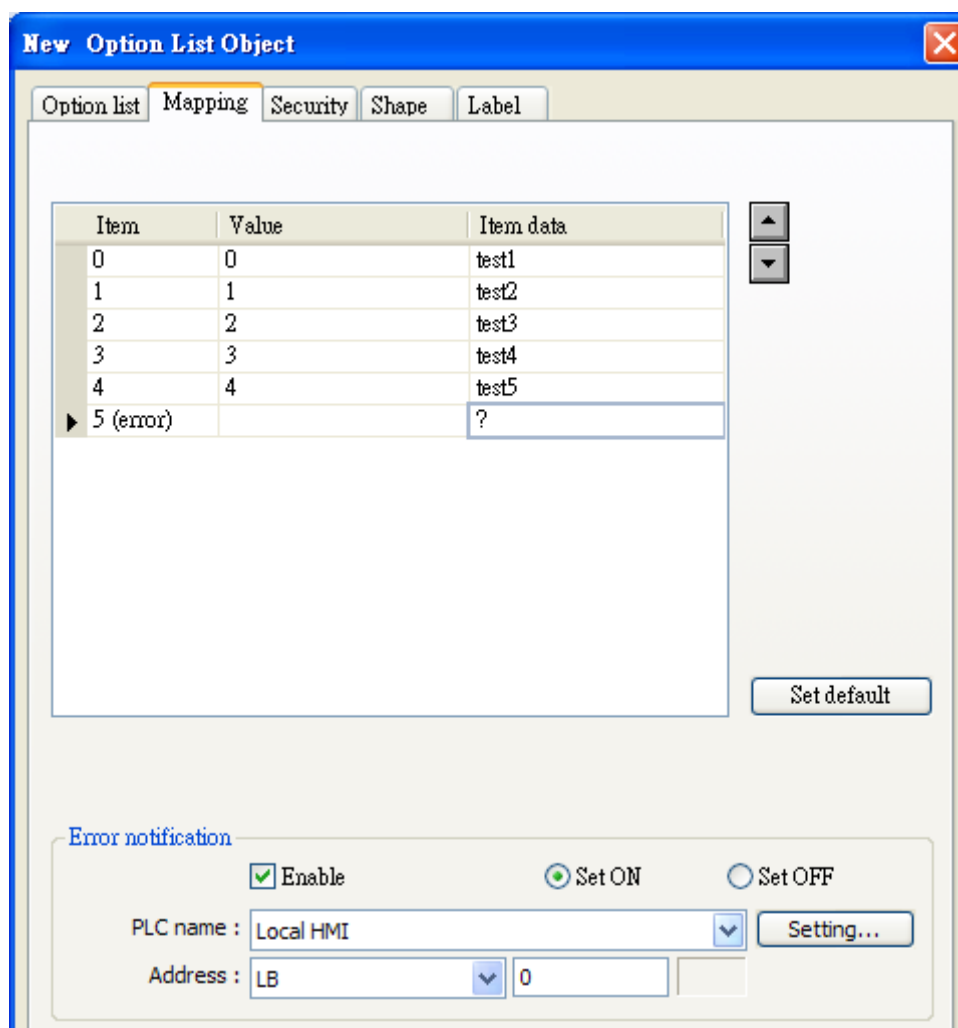 New Option List Object
Option list Mapping Security Shape Label
Item Value Item data
0 0 test1
1 1 test2
2 2 test3
3 3 test4
4 4 test5
5 (error) ?
Set default
Error notification
Enable Set ON Set OFF
PLC name : Local HMI Setting...
Address : LB 0